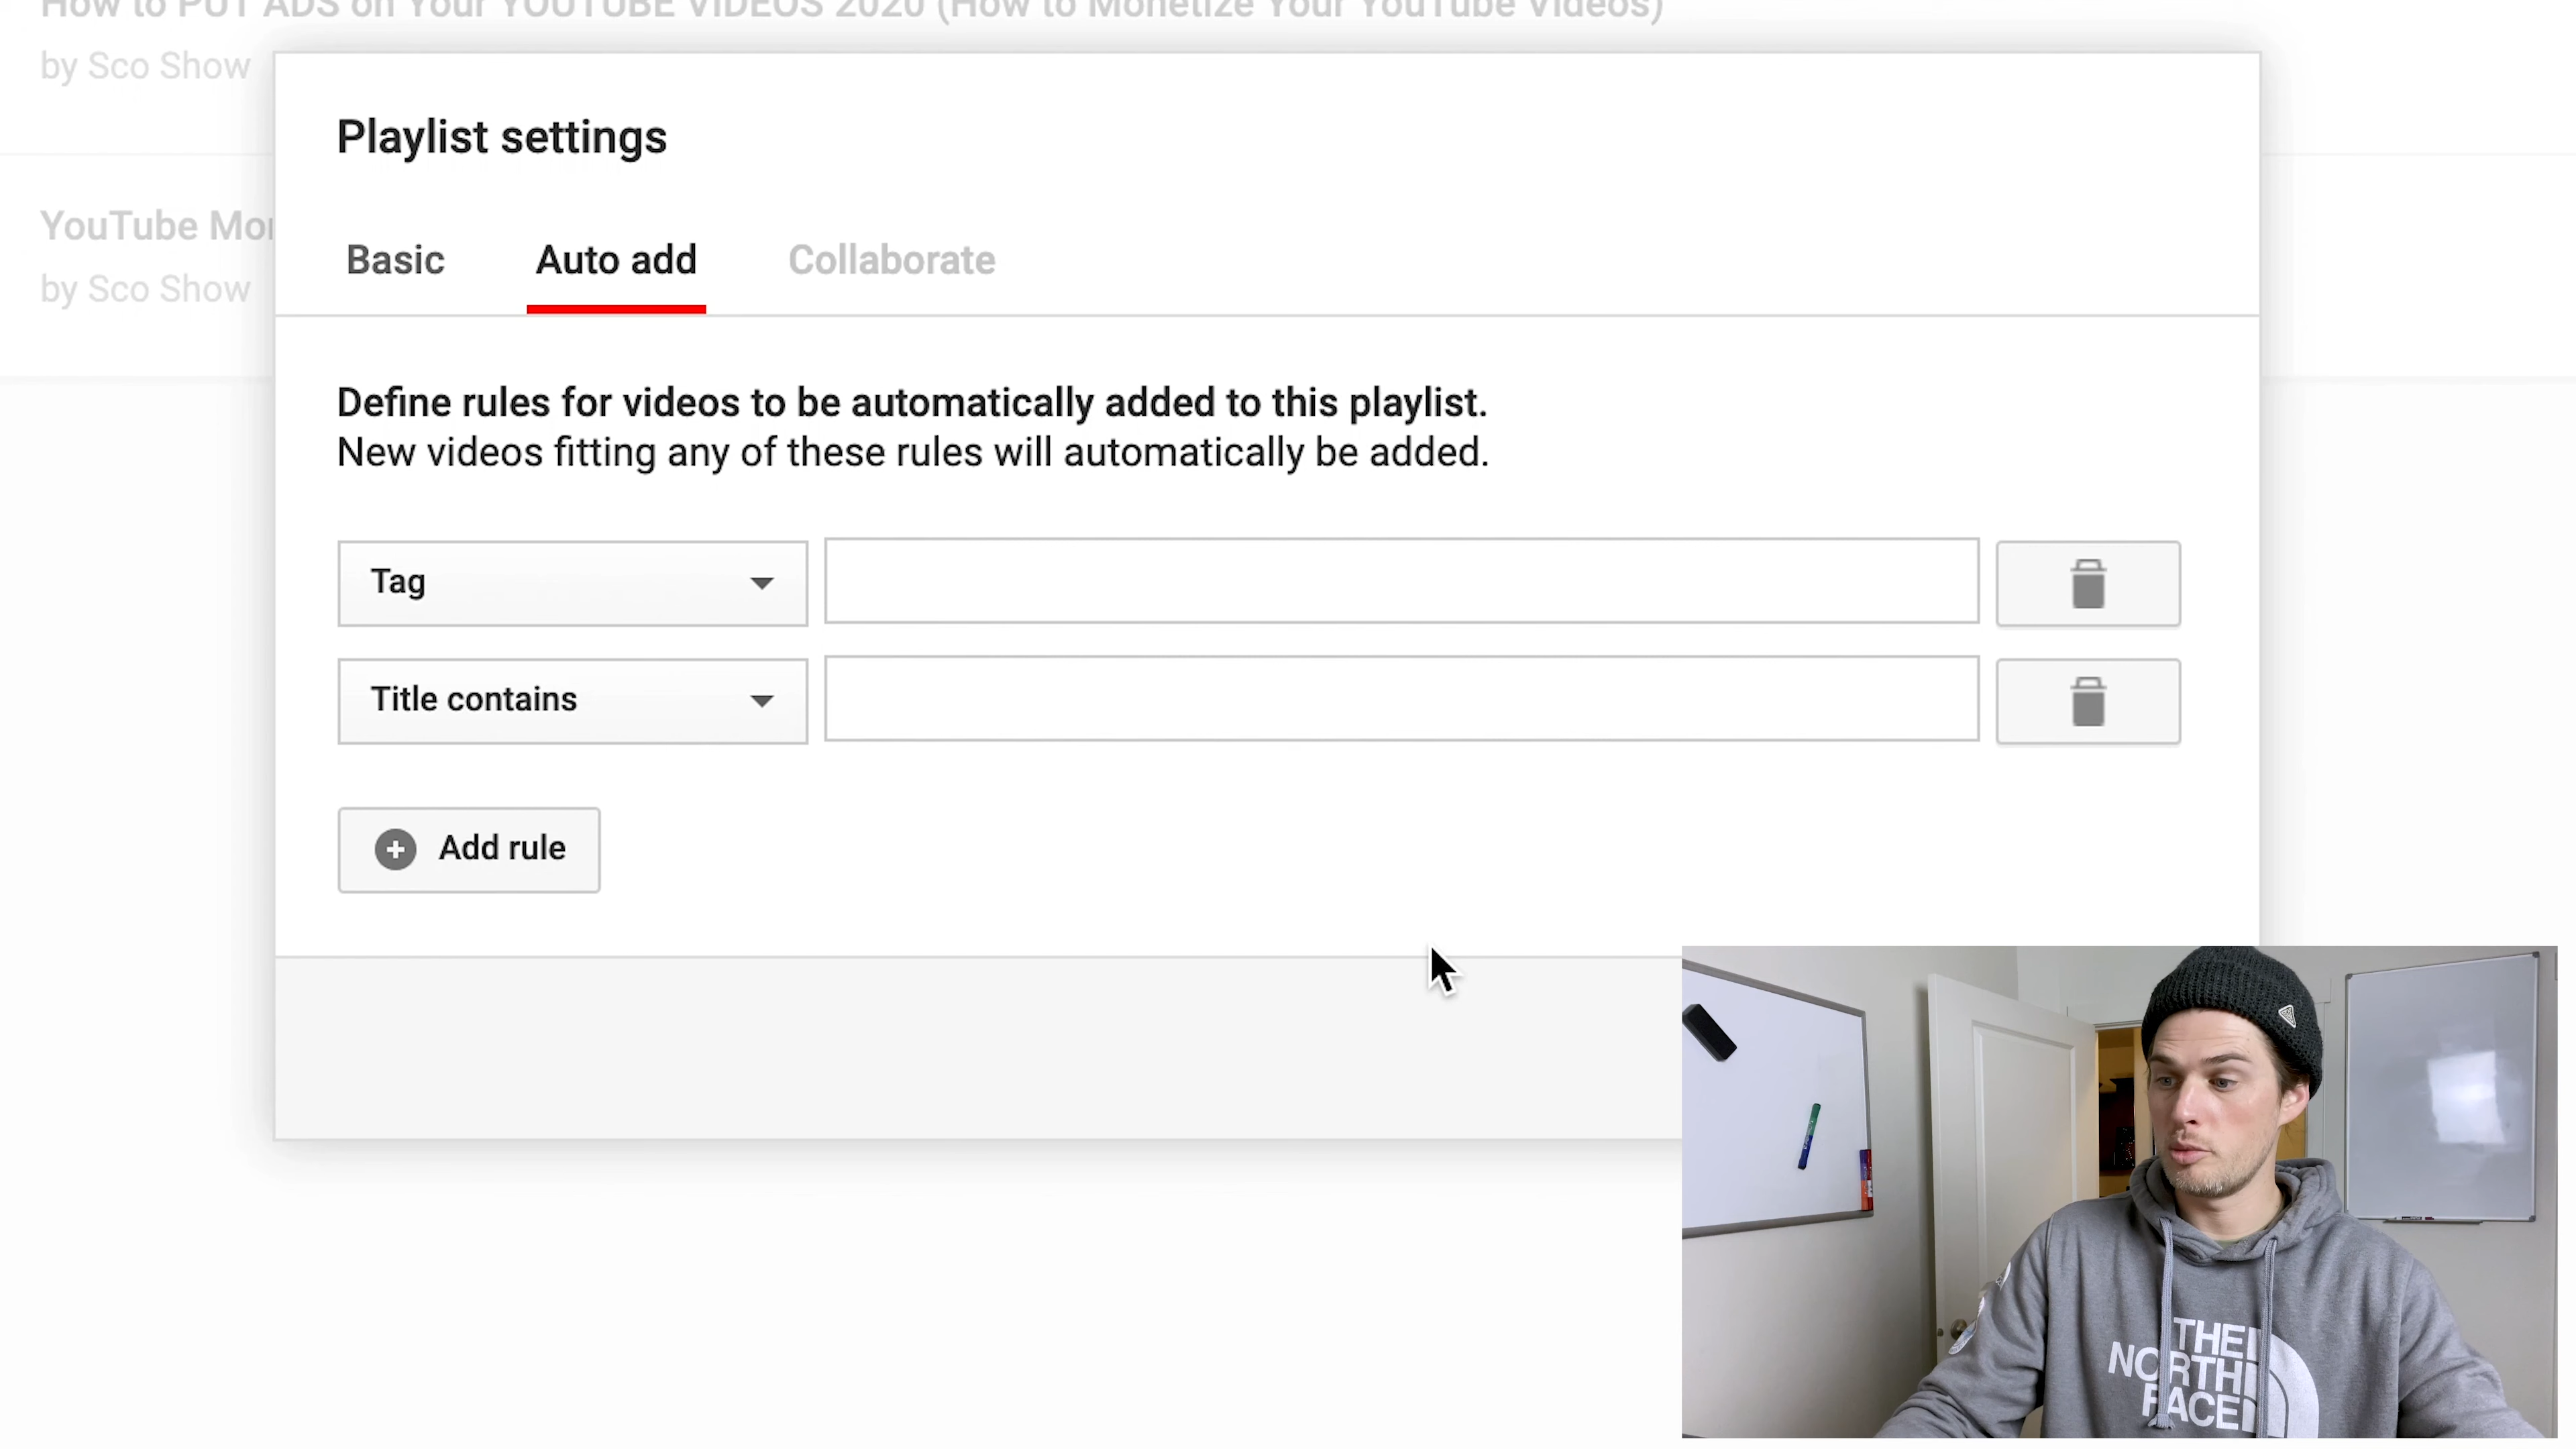 How to PUT ADS on Your YOUTUBE VIDEOS 2020 (How to Monetize Your YouTube Videos)
by Sco Show
YouTube Mon
by Sco Show
Playlist settings
Basic
Auto add
Collaborate
Define rules for videos to be automatically added to this playlist.
New videos fitting any of these rules will automatically be added.
Tag
Title contains
Add rule
THE
NORTH
FACE